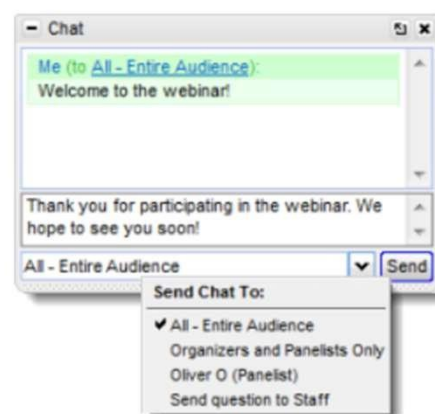 Chat
Me (to All - Entire Audience):
Welcome to the webinar!
Thank you for participating in the webinar. We
hope to see you soon!
All - Entire Audience
Send
Send Chat To:
All - Entire Audience
Organizers and Panelists Only
Oliver O (Panelist)
Send question to Staff